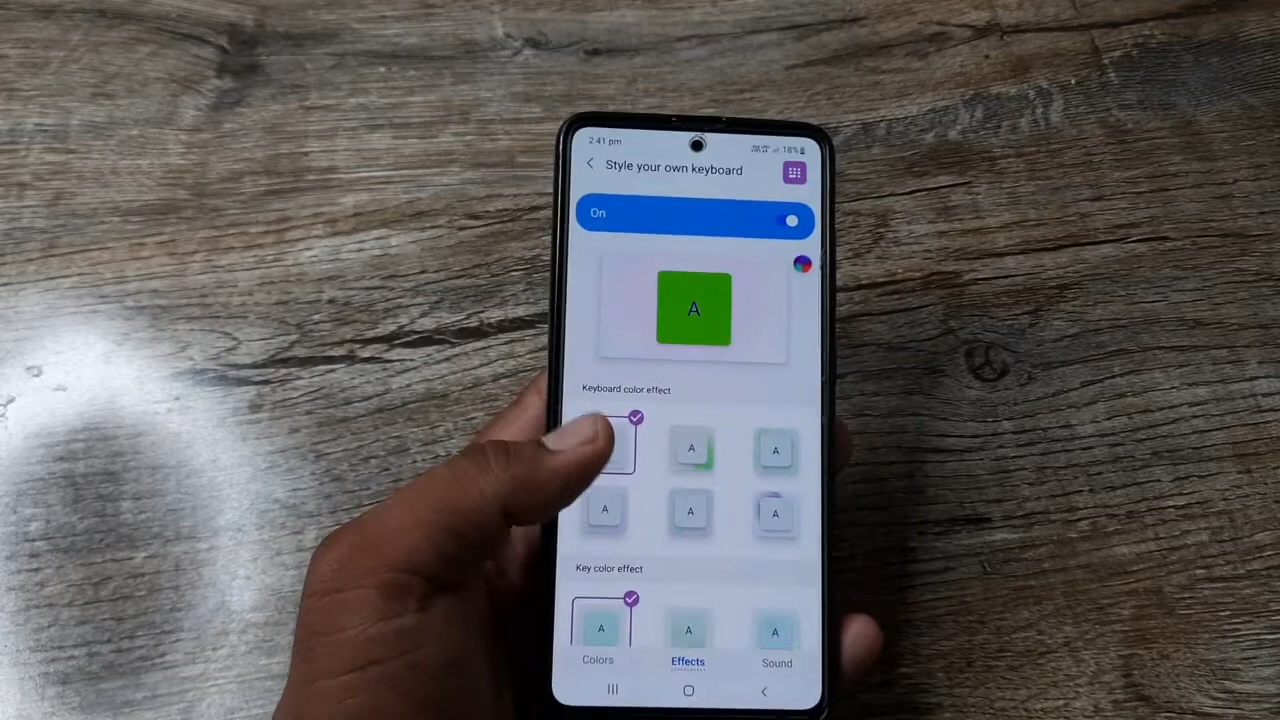 2:41 pm
18%
Style your own keyboard
On
A
Keyboard color effect
A
A
A
A
A
Key color effect
A
A
A
Colors
Effects
Sound